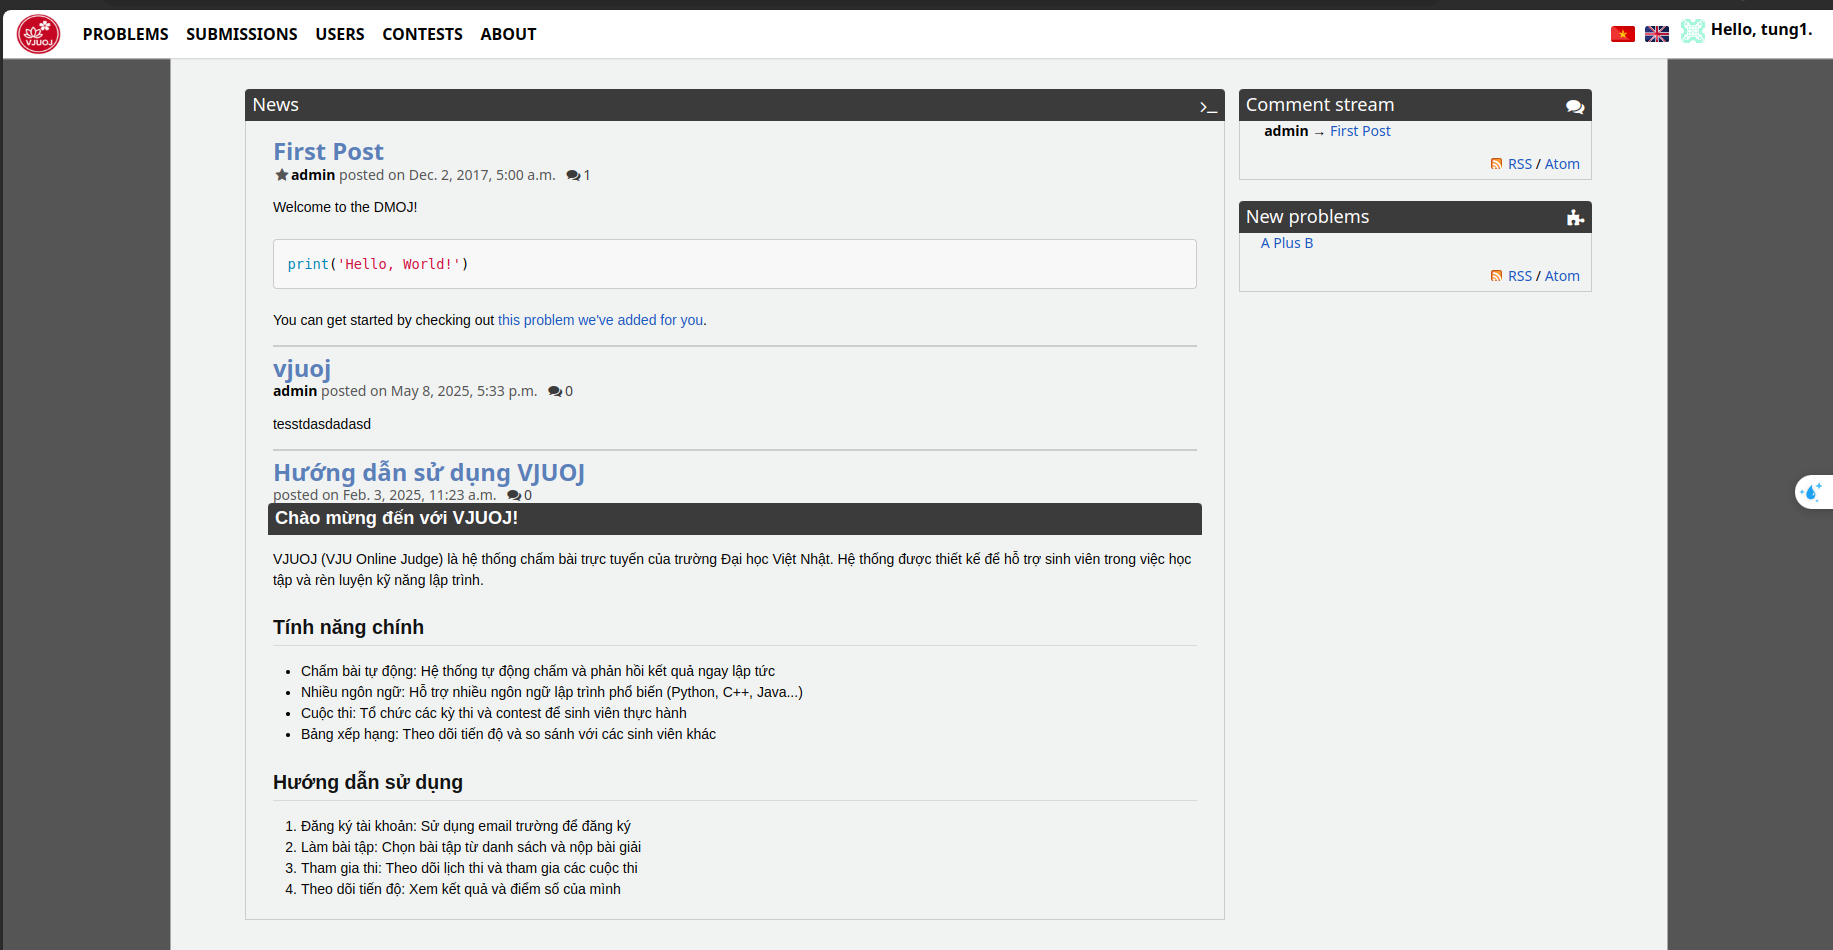 VJUOJ
PROBLEMS SUBMISSIONS USERS CONTESTS ABOUT
Hello, tung1.
News
First Post
admin posted on Dec. 2, 2017, 5:00 a.m. 1
Welcome to the DMOJ!
print('Hello, World!')
You can get started by checking out this problem we've added for you.
vjuoj
admin posted on May 8, 2025, 5:33 p.m. 0
tesstdasdadasd
Hướng dẫn sử dụng VJUOJ
posted on Feb. 3, 2025, 11:23 a.m. 0
Chào mừng đến với VJUOJ!
VJUOJ (VJU Online Judge) là hệ thống chấm bài trực tuyến của trường Đại học Việt Nhật. Hệ thống được thiết kế để hỗ trợ sinh viên trong việc học
tập và rèn luyện kỹ năng lập trình.
Tính năng chính
• Chấm bài tự động: Hệ thống tự động chấm và phản hồi kết quả ngay lập tức
• Nhiều ngôn ngữ: Hỗ trợ nhiều ngôn ngữ lập trình phổ biến (Python, C++, Java...)
• Cuộc thi: Tổ chức các kỳ thi và contest để sinh viên thực hành
• Bảng xếp hạng: Theo dõi tiến độ và so sánh với các sinh viên khác
Hướng dẫn sử dụng
1. Đăng ký tài khoản: Sử dụng email trường để đăng ký
2. Làm bài tập: Chọn bài tập từ danh sách và nộp bài giải
3. Tham gia thi: Theo dõi lịch thi và tham gia các cuộc thi
4. Theo dõi tiến độ: Xem kết quả và điểm số của mình
Comment stream
admin → First Post
RSS / Atom
New problems
A Plus B
RSS / Atom